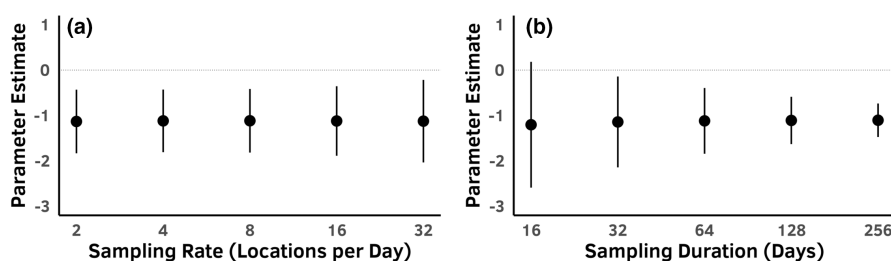 (a)
Parameter Estimate
1
0
-1
-2
-3
2 4 8 16 32
Sampling Rate (Locations per Day)
(b)
Parameter Estimate
1
0
-1
-2
-3
16 32 64 128 256
Sampling Duration (Days)